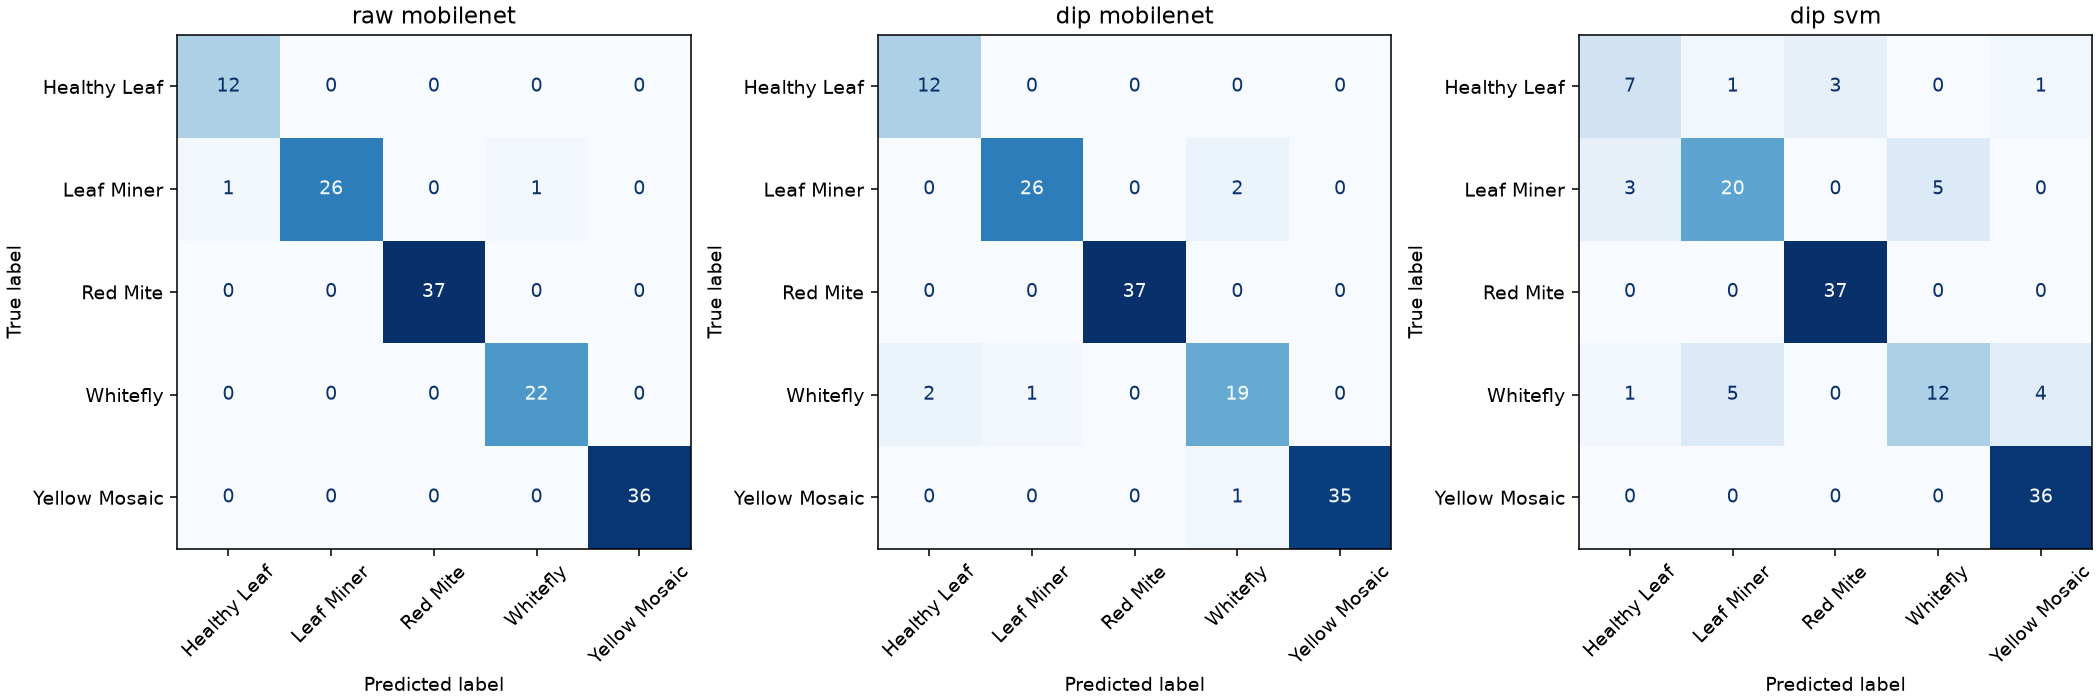 raw mobilenet
True label
Healthy Leaf 12 0 0 0 0
Leaf Miner 1 26 0 1 0
Red Mite 0 0 37 0 0
Whitefly 0 0 0 22 0
Yellow Mosaic 0 0 0 0 36
Healthy Leaf Leaf Miner Red Mite Whitefly Yellow Mosaic
Predicted label
dip mobilenet
True label
Healthy Leaf 12 0 0 0 0
Leaf Miner 0 26 0 2 0
Red Mite 0 0 37 0 0
Whitefly 2 1 0 19 0
Yellow Mosaic 0 0 0 1 35
Healthy Leaf Leaf Miner Red Mite Whitefly Yellow Mosaic
Predicted label
dip svm
True label
Healthy Leaf 7 1 3 0 1
Leaf Miner 3 20 0 5 0
Red Mite 0 0 37 0 0
Whitefly 1 5 0 12 4
Yellow Mosaic 0 0 0 0 36
Healthy Leaf Leaf Miner Red Mite Whitefly Yellow Mosaic
Predicted label